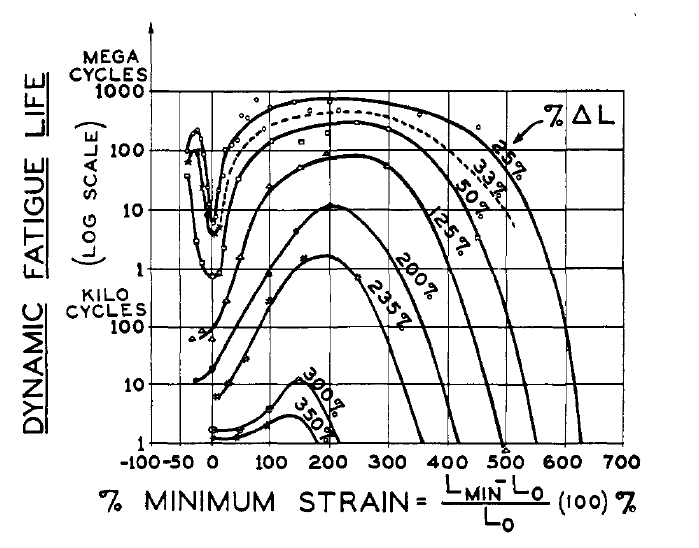 MEGA
CYCLES
1000
100
10
1
KILO
CYCLES
100
10
1
DYNAMIC FATIGUE LIFE
(LOG SCALE)
% ΔL
25%
33%
50%
125%
200%
235%
300%
350%
-100 -50 0 100 200 300 400 500 600 700
% MINIMUM STRAIN = (L_MIN - L_O) / L_O (100) %